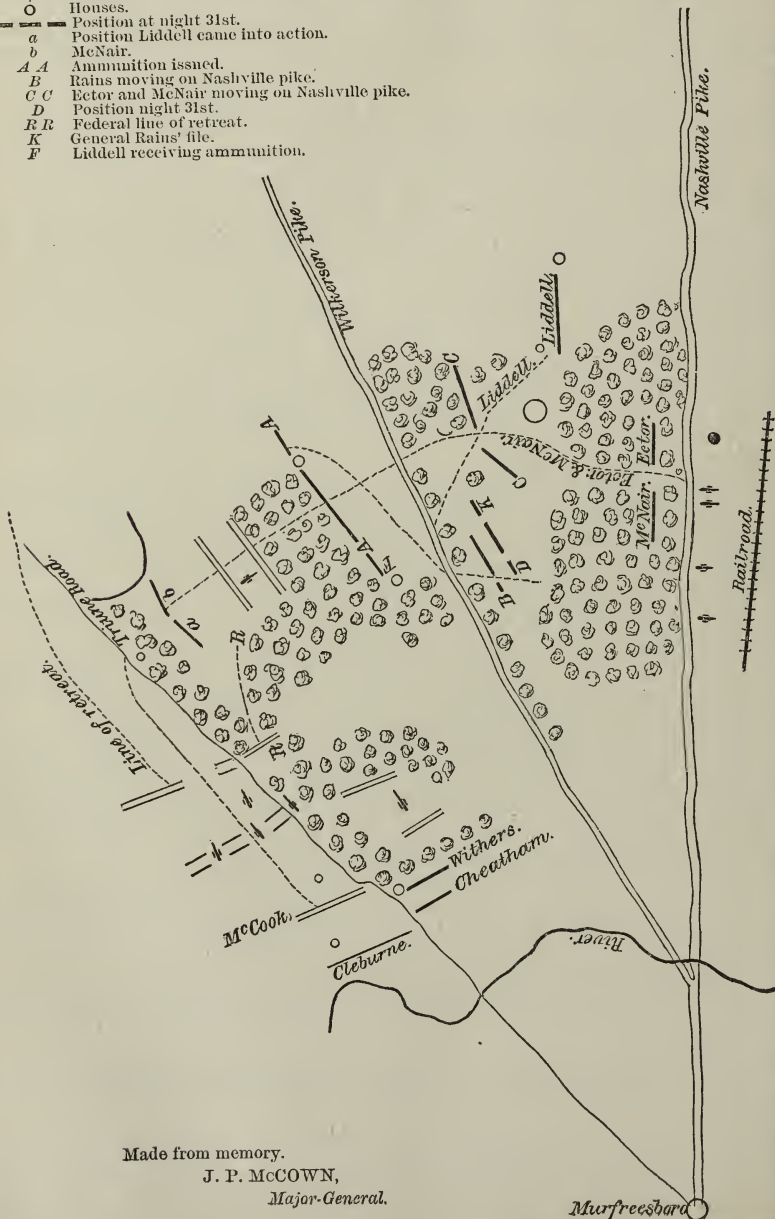 O Houses.
Position at night 31st.
a Position Liddell came into action.
b McNair.
A A Ammunition issned.
B Rains moving on Nashville pike.
C C Ector and McNair moving on Nashville pike.
D Position night 31st.
R R Federal line of retreat.
K General Rains' file.
F Liddell receiving ammunition.
Nashville Pike.
Wilkerson Pike.
Liddell.
Liddell.
C
Ector & McNair.
Ector.
McNair.
C
K
D
B
A
A
F
Railroad.
Triune Road.
b
a
R
R
Line of retreat.
Withers.
Cheatham.
McCook.
Cleburne.
River.
Made from memory.
J. P. McCOWN,
Major-General.
Murfreesboro